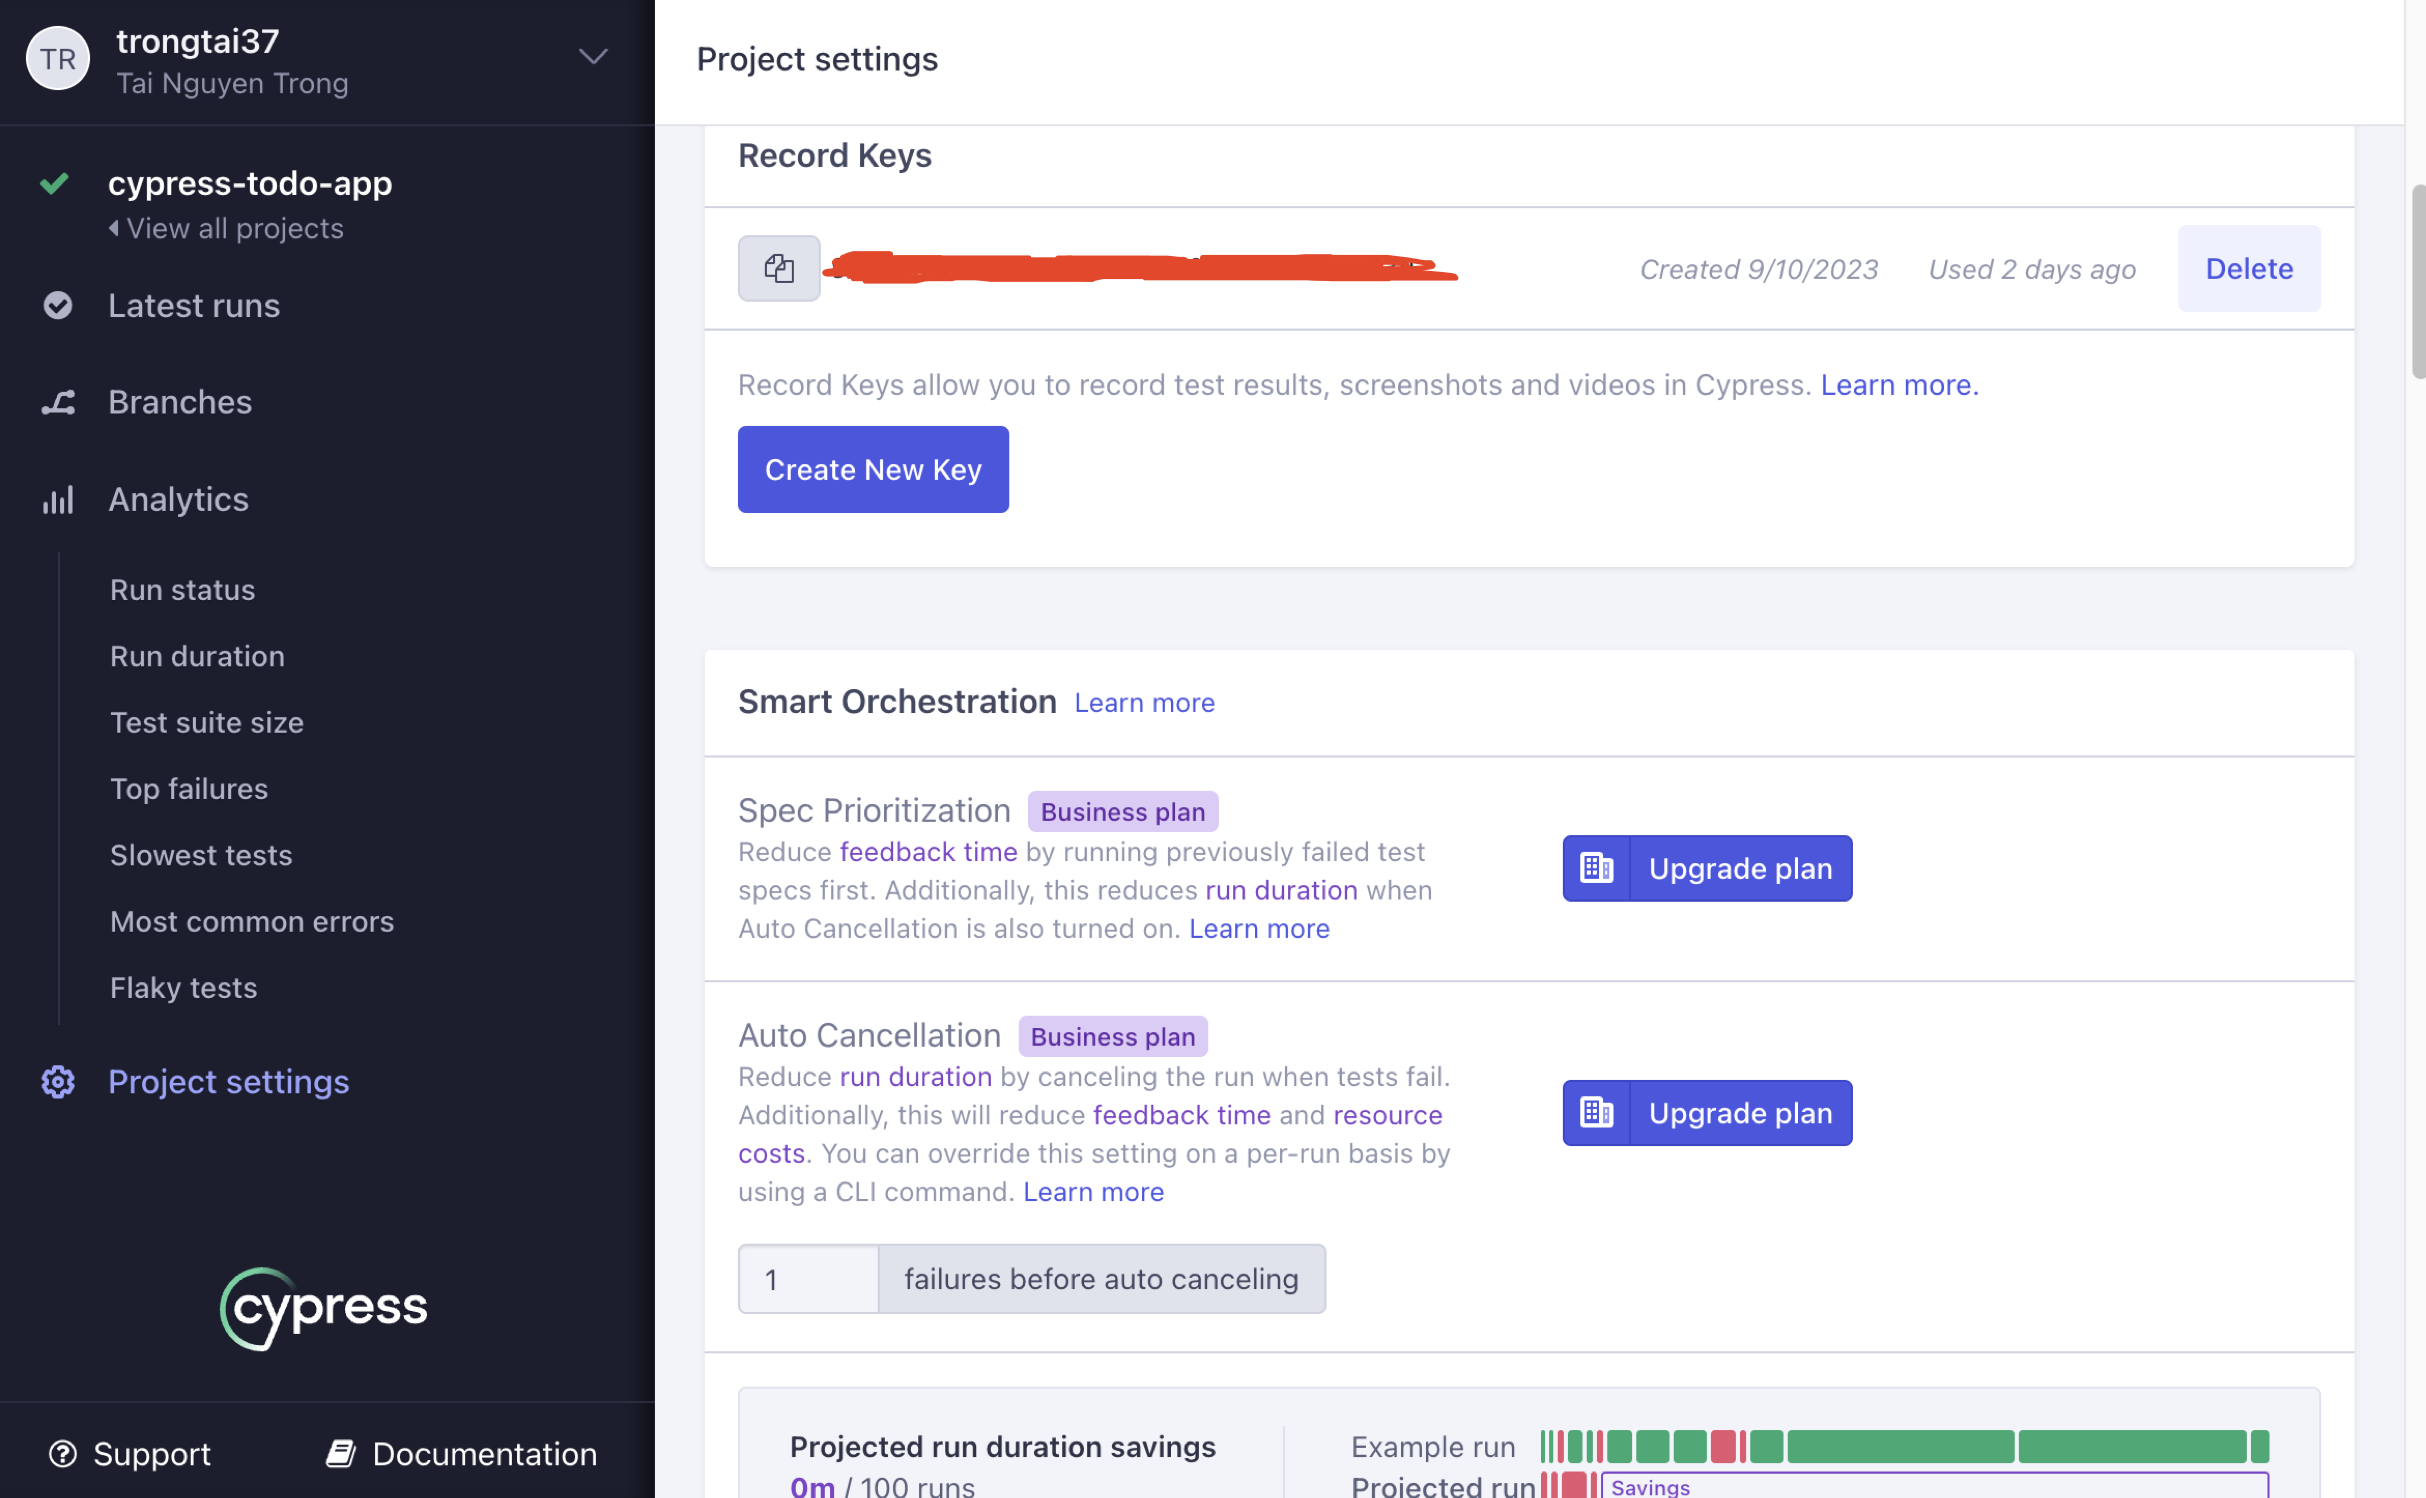 TR
trongtai37
Tai Nguyen Trong
cypress-todo-app
View all projects
Latest runs
Branches
Analytics
Run status
Run duration
Test suite size
Top failures
Slowest tests
Most common errors
Flaky tests
Project settings
cypress
Support
Documentation
Project settings
Record Keys
Created 9/10/2023
Used 2 days ago
Delete
Record Keys allow you to record test results, screenshots and videos in Cypress. Learn more.
Create New Key
Smart Orchestration Learn more
Spec Prioritization Business plan
Reduce feedback time by running previously failed test
specs first. Additionally, this reduces run duration when
Auto Cancellation is also turned on. Learn more
Upgrade plan
Auto Cancellation Business plan
Reduce run duration by canceling the run when tests fail.
Additionally, this will reduce feedback time and resource
costs. You can override this setting on a per-run basis by
using a CLI command. Learn more
Upgrade plan
1 failures before auto canceling
Projected run duration savings
0m / 100 runs
Example run
Projected run
Savings